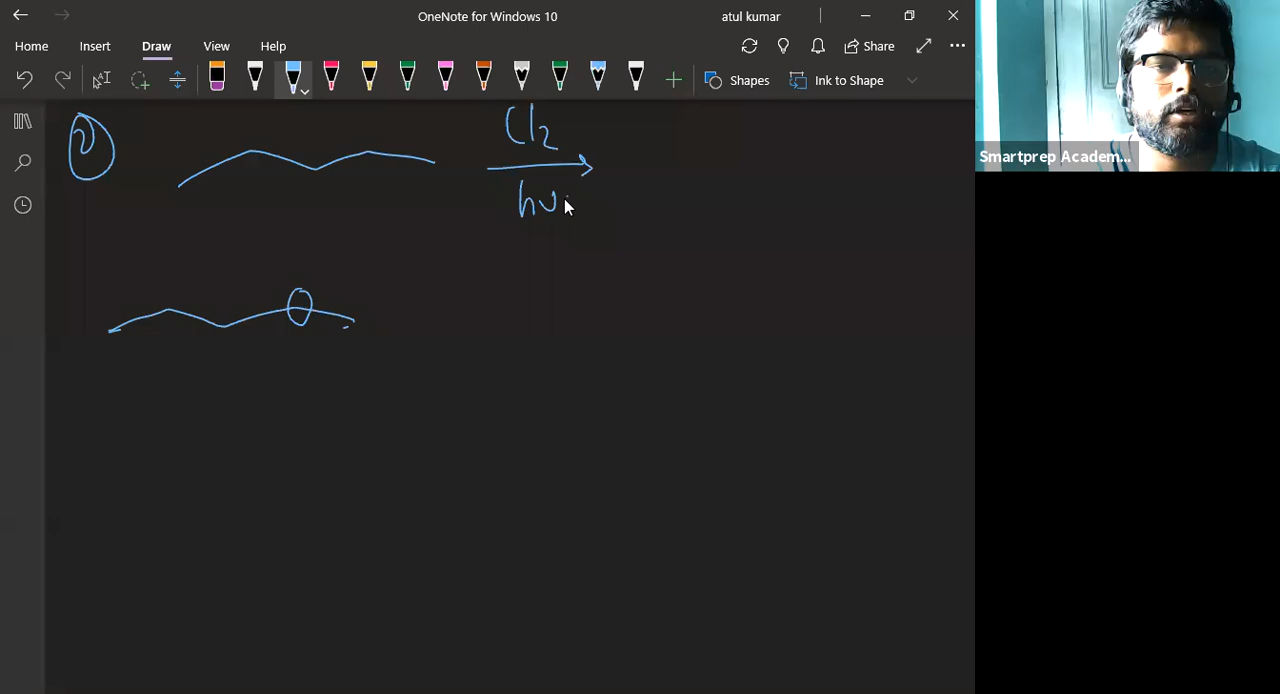 OneNote for Windows 10
atul kumar
Home Insert Draw View Help
Share
Shapes
Ink to Shape
2
Cl2
hν
Smartprep Academ...